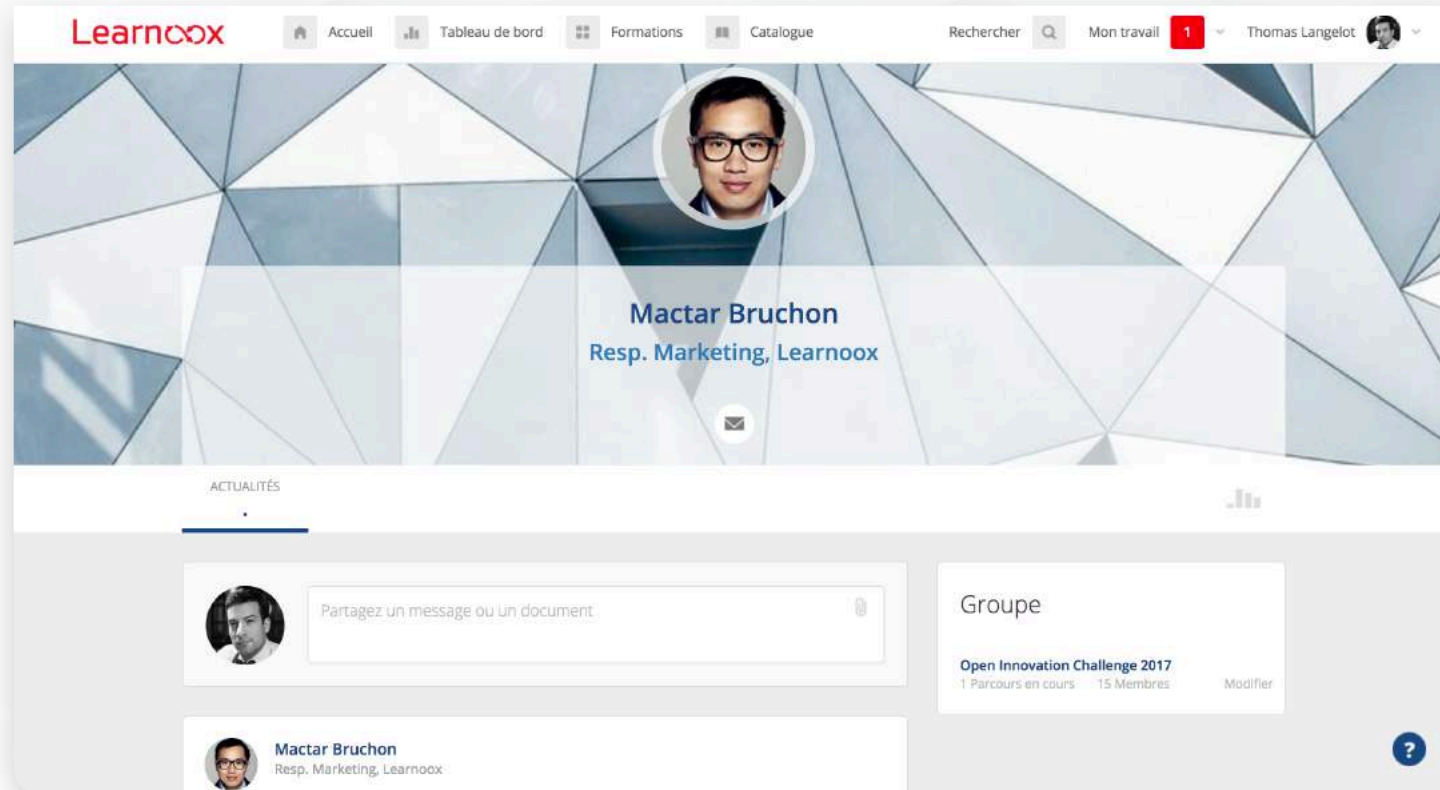 Learnoox Accueil Tableau de bord Formations Catalogue Rechercher Mon travail 1 Thomas Langelot
Mactar Bruchon
Resp. Marketing, Learnoox
ACTUALITÉS
Partagez un message ou un document
Groupe
Open Innovation Challenge 2017
1 Parcours en cours 15 Membres Modifier
Mactar Bruchon
Resp. Marketing, Learnoox
?